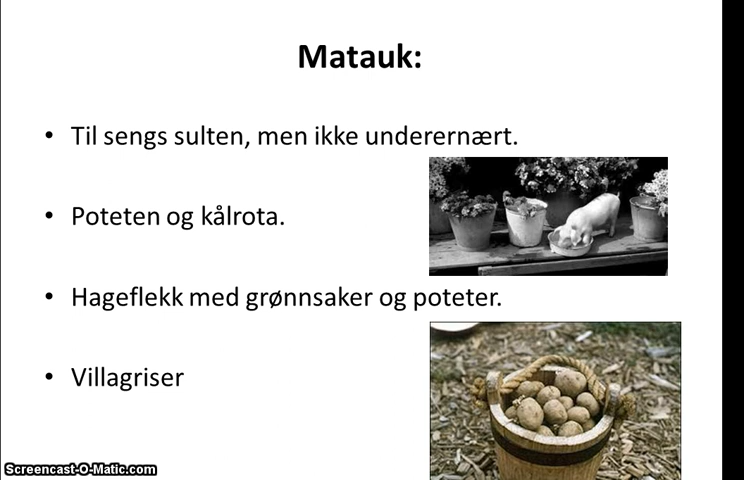 Matauk:
• Til sengs sulten, men ikke underernært.
• Poteten og kålrota.
• Hageflekk med grønnsaker og poteter.
• Villagriser
Screencast-O-Matic.com